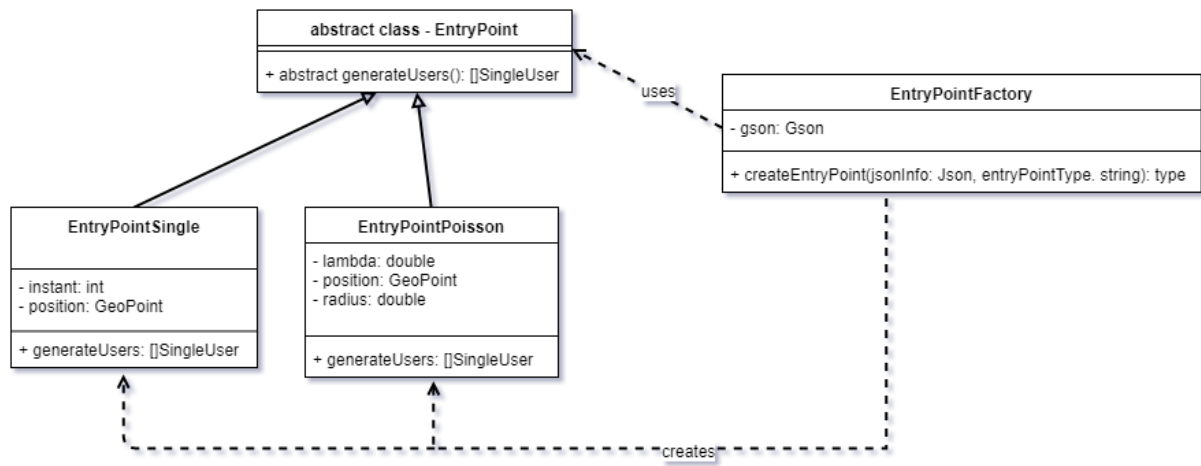 abstract class - EntryPoint
+ abstract generateUsers(): []SingleUser
uses
EntryPointFactory
- gson: Gson
+ createEntryPoint(jsonInfo: Json, entryPointType. string): type
EntryPointSingle
- instant: int
- position: GeoPoint
+ generateUsers: []SingleUser
EntryPointPoisson
- lambda: double
- position: GeoPoint
- radius: double
+ generateUsers: []SingleUser
creates